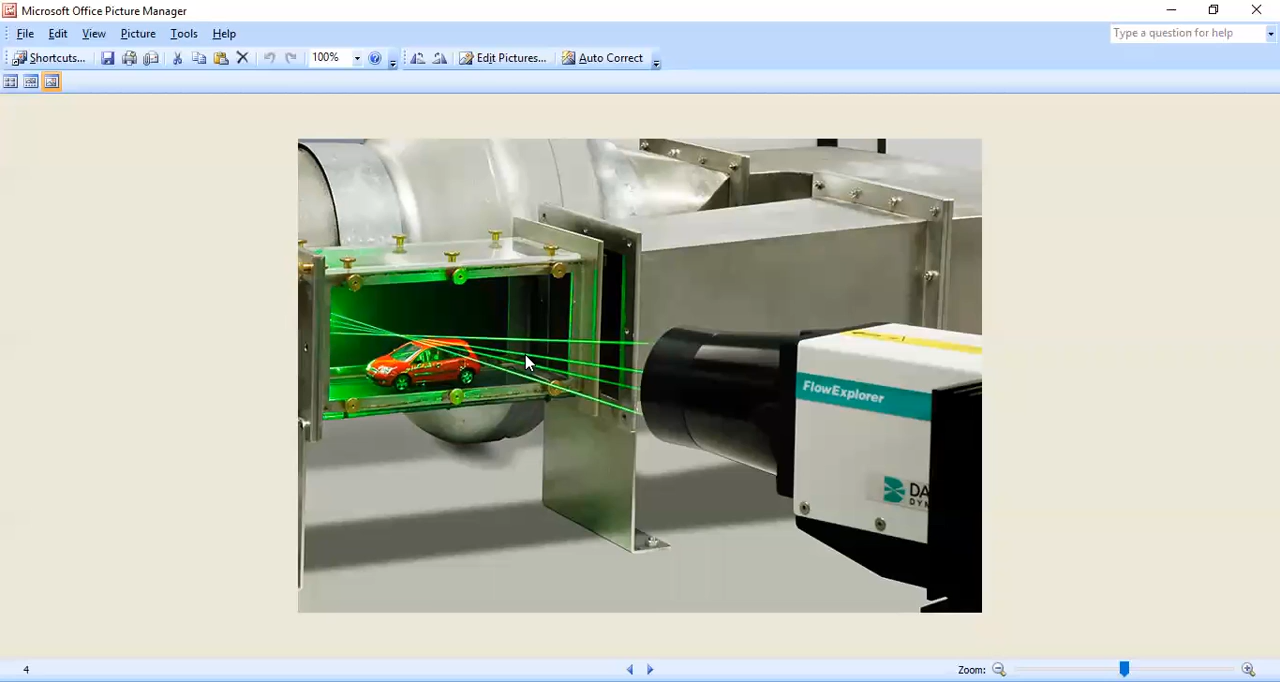 Microsoft Office Picture Manager
File Edit View Picture Tools Help
Type a question for help
Shortcuts... 100% Edit Pictures... Auto Correct
FlowExplorer
DA
DYN
4
Zoom: